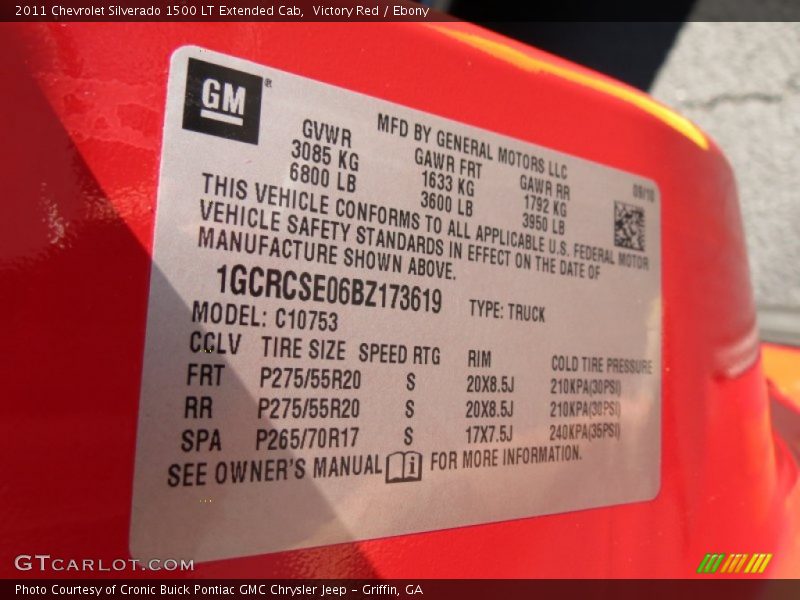 2011 Chevrolet Silverado 1500 LT Extended Cab,  Victory Red / Ebony
GM ®
MFD BY GENERAL MOTORS LLC
GVWR GAWR FRT GAWR RR 09/10
3085 KG 1633 KG 1792 KG
6800 LB 3600 LB 3950 LB
THIS VEHICLE CONFORMS TO ALL APPLICABLE U.S. FEDERAL MOTOR
VEHICLE SAFETY STANDARDS IN EFFECT ON THE DATE OF
MANUFACTURE SHOWN ABOVE.
1GCRCSE06BZ173619 TYPE: TRUCK
MODEL: C10753
CGLV TIRE SIZE SPEED RTG RIM COLD TIRE PRESSURE
FRT P275/55R20 S 20X8.5J 210KPA(30PSI)
RR P275/55R20 S 20X8.5J 210KPA(30PSI)
SPA P265/70R17 S 17X7.5J 240KPA(35PSI)
SEE OWNER'S MANUAL i FOR MORE INFORMATION.
GTCARLOT.COM
Photo Courtesy of Cronic Buick Pontiac GMC Chrysler Jeep - Griffin, GA